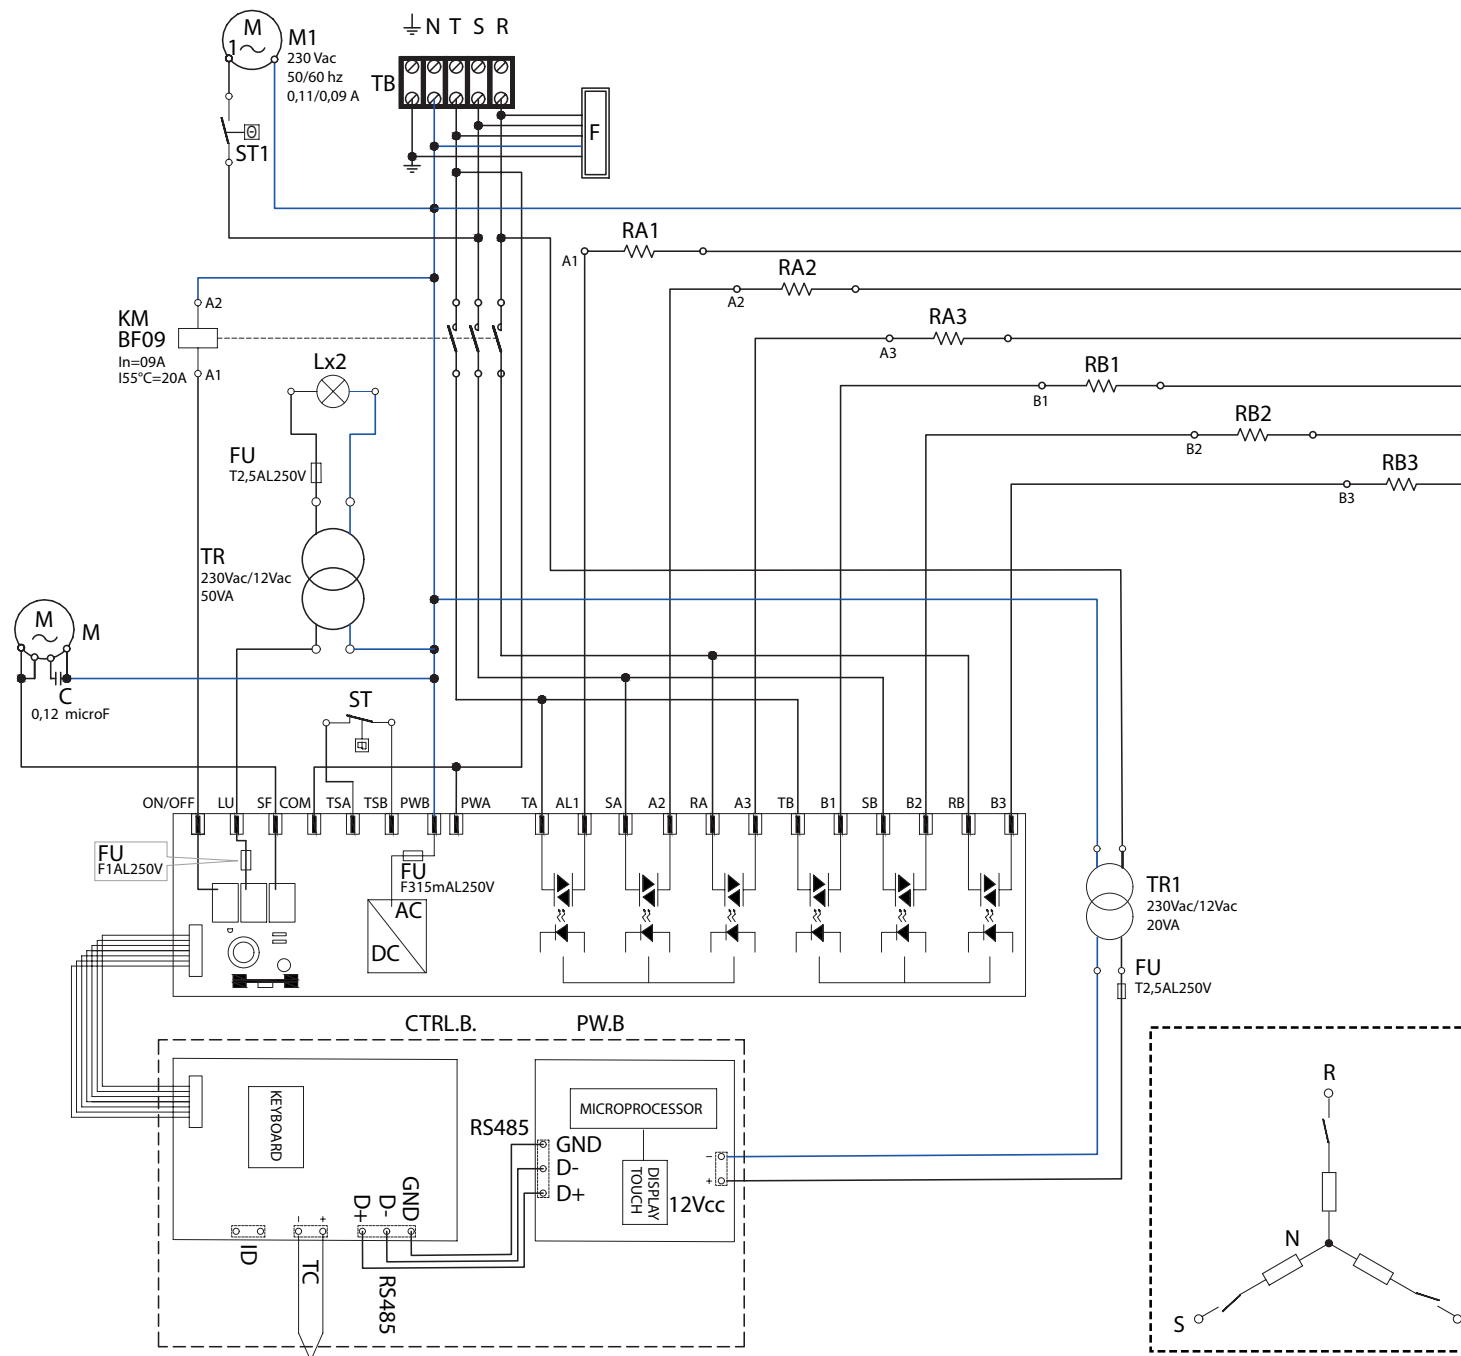 M
1
M1
230 Vac
50/60 hz
0,11/0,09 A
N T S R
TB
F
ST1
A1
RA1
A2
RA2
A3
RA3
B1
RB1
B2
RB2
B3
RB3
KM
BF09
In=09A
I55°C=20A
A2
A1
Lx2
FU
T2,5AL250V
TR
230Vac/12Vac
50VA
M
M
C
0,12 microF
ST
ON/OFF LU SF COM TSA TSB PWB PWA TA AL1 SA A2 RA A3 TB B1 SB B2 RB B3
FU
F1AL250V
FU
F315mAL250V
AC
DC
TR1
230Vac/12Vac
20VA
FU
T2,5AL250V
CTRL.B. PW.B
KEYBOARD
MICROPROCESSOR
DISPLAY
TOUCH
RS485
GND
D-
D+
- +
12Vcc
D+ D- GND
ID
- +
TC
RS485
R
N
S